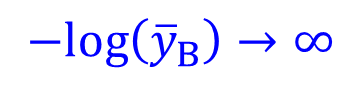 −log(ȳ_B) → ∞